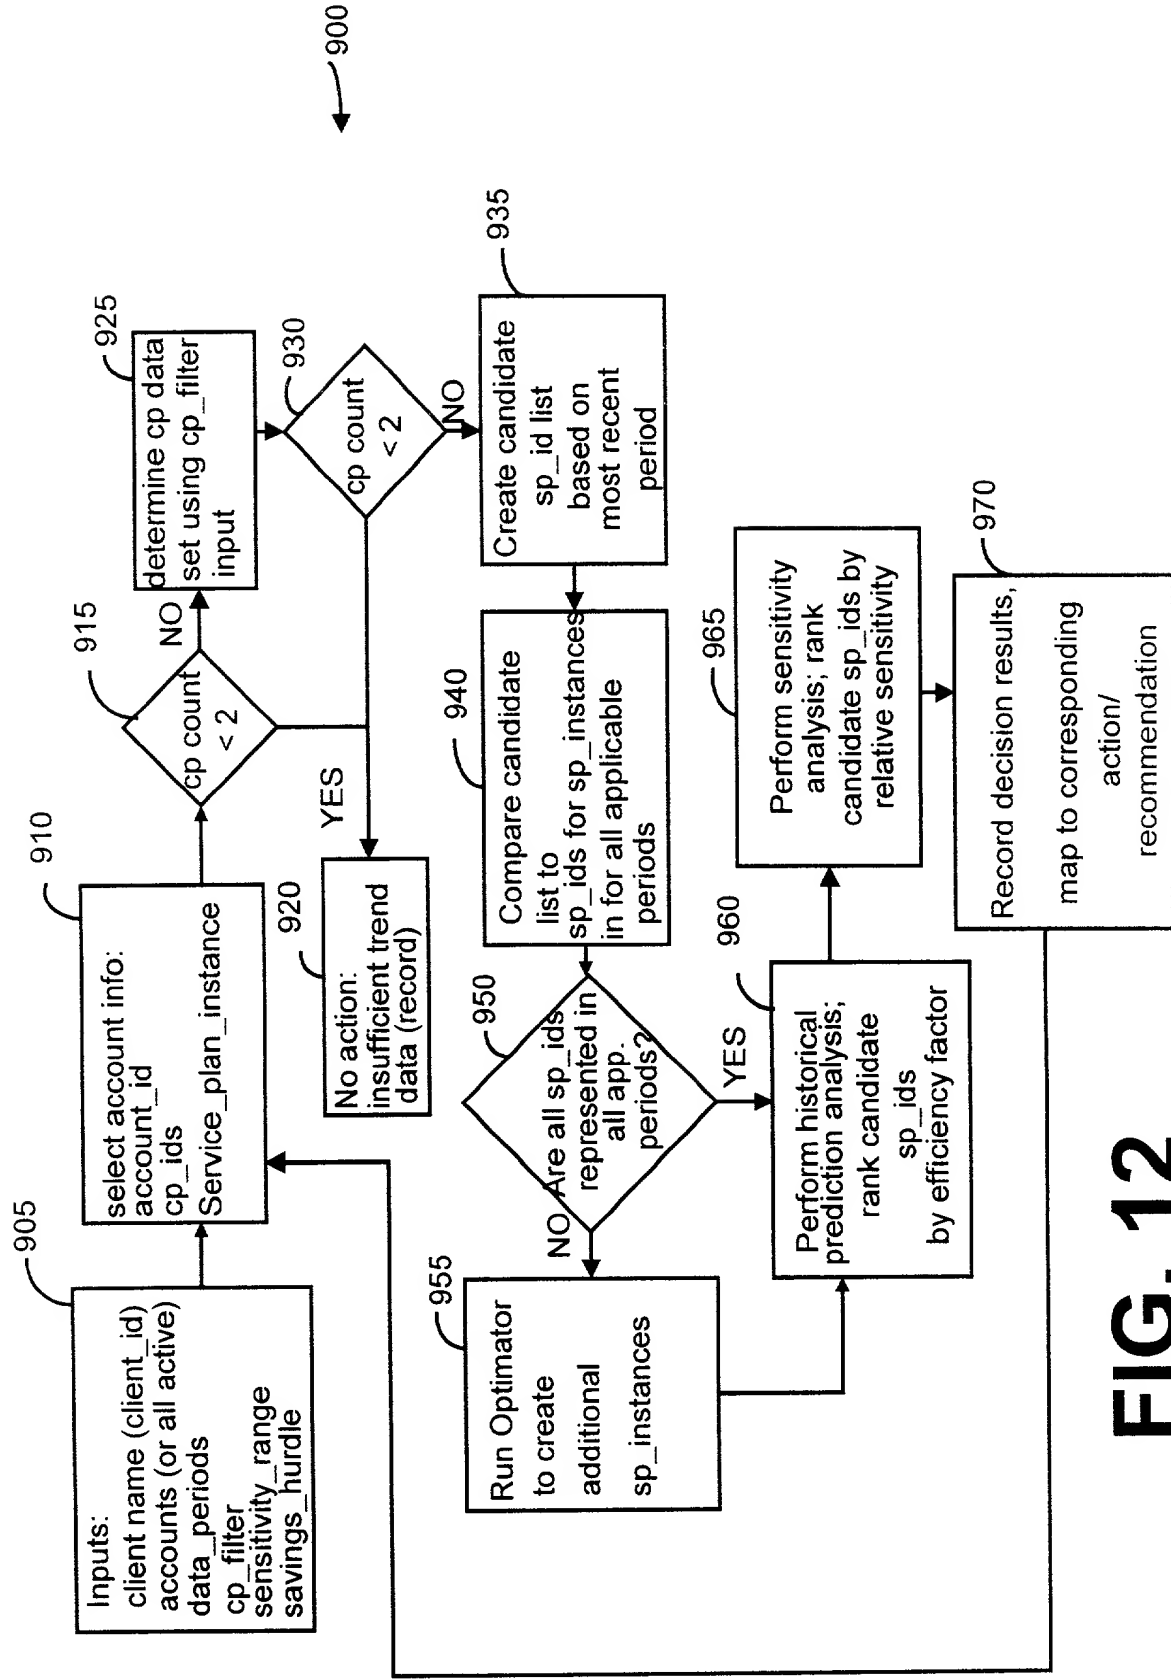 900
905
Inputs:
client name (client_id)
accounts (or all active)
data_periods
cp_filter
sensitivity_range
savings_hurdle
910
select account info:
account_id
cp_ids
Service_plan_instance
915
cp count
< 2
NO
YES
920
No action:
insufficient trend
data (record)
925
determine cp data
set using cp_filter
input
930
cp count
< 2
NO
935
Create candidate
sp_id list
based on
most recent
period
940
Compare candidate
list to
sp_ids for sp_instances
in for all applicable
periods
950
Are all sp_ids
represented in
all app.
periods?
NO
YES
955
Run Optimator
to create
additional
sp_instances
960
Perform historical
prediction analysis;
rank candidate
sp_ids
by efficiency factor
965
Perform sensitivity
analysis; rank
candidate sp_ids by
relative sensitivity
970
Record decision results,
map to corresponding
action/
recommendation
FIG. 12